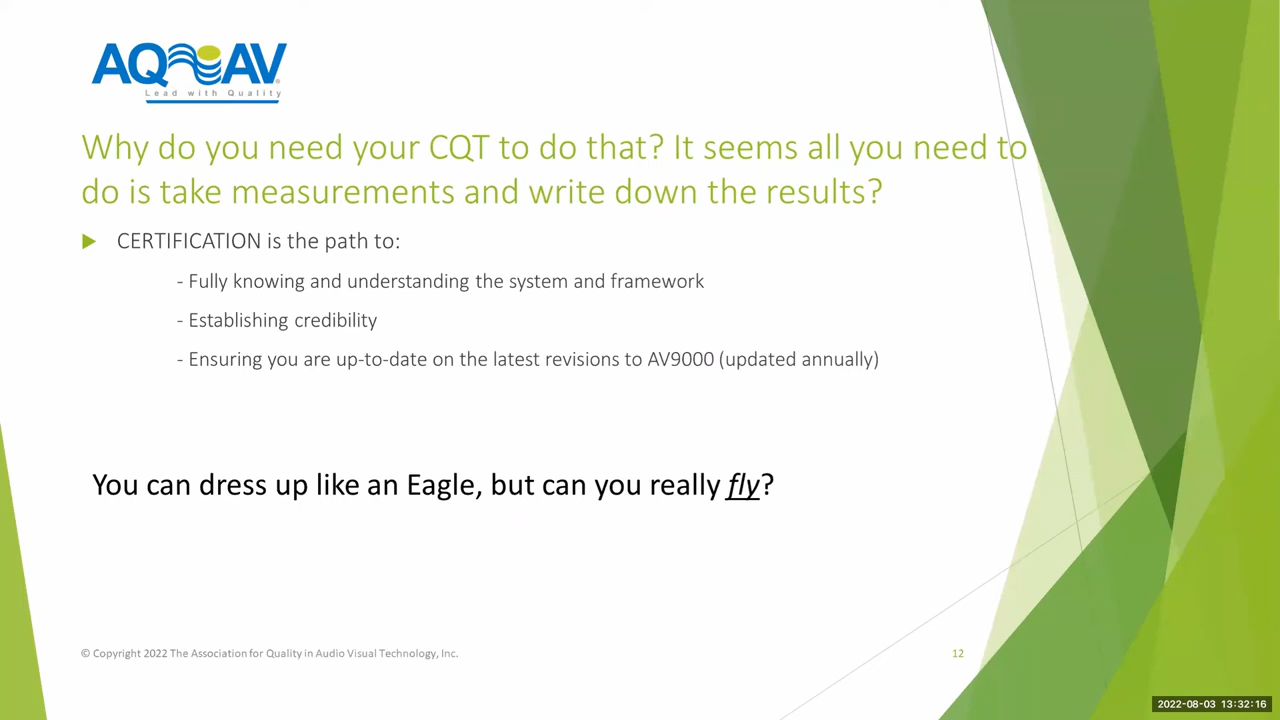 AQAV
Lead with Quality
Why do you need your CQT to do that? It seems all you need to
do is take measurements and write down the results?
CERTIFICATION is the path to:
- Fully knowing and understanding the system and framework
- Establishing credibility
- Ensuring you are up-to-date on the latest revisions to AV9000 (updated annually)
You can dress up like an Eagle, but can you really fly?
© Copyright 2022 The Association for Quality in Audio Visual Technology, Inc.
12
2022-08-03 13:32:16